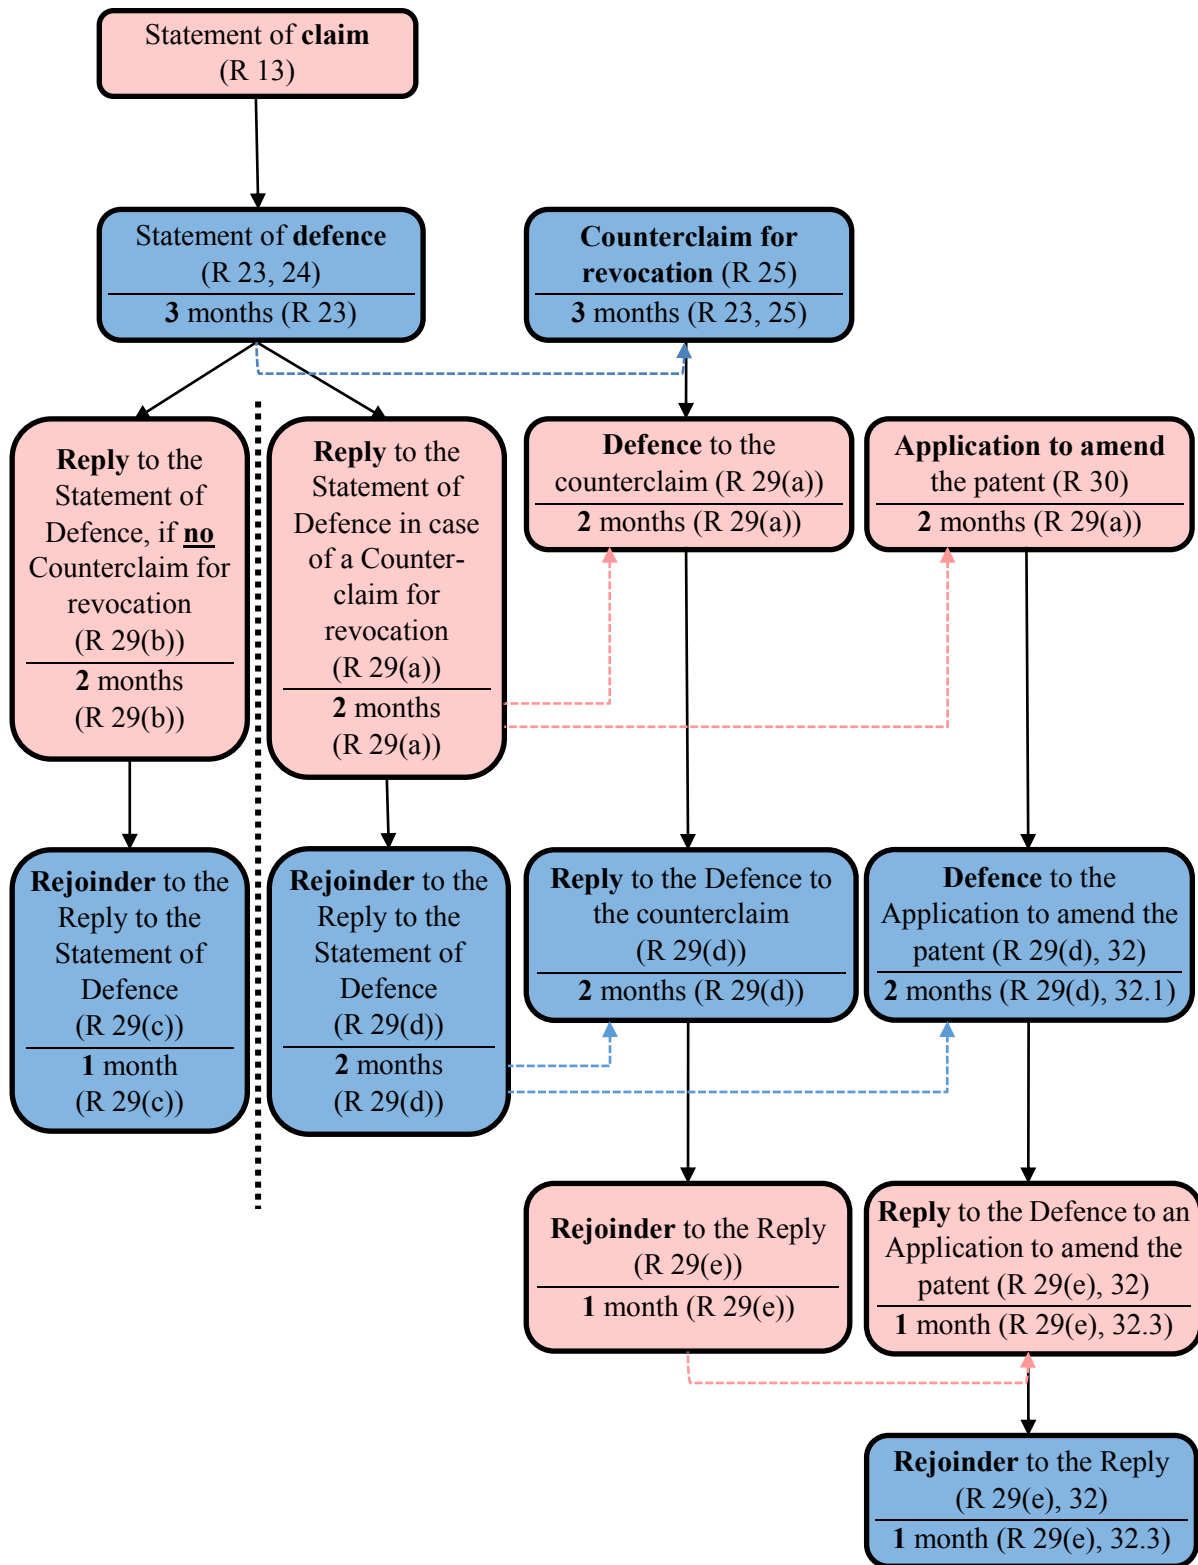 Statement of claim
(R 13)
Statement of defence
(R 23, 24)
3 months (R 23)
Counterclaim for
revocation (R 25)
3 months (R 23, 25)
Reply to the
Statement of
Defence, if no
Counterclaim for
revocation
(R 29(b))
2 months
(R 29(b))
Reply to the
Statement of
Defence in case
of a Counter-
claim for
revocation
(R 29(a))
2 months
(R 29(a))
Defence to the
counterclaim (R 29(a))
2 months (R 29(a))
Application to amend
the patent (R 30)
2 months (R 29(a))
Rejoinder to the
Reply to the
Statement of
Defence
(R 29(c))
1 month
(R 29(c))
Rejoinder to the
Reply to the
Statement of
Defence
(R 29(d))
2 months
(R 29(d))
Reply to the Defence to
the counterclaim
(R 29(d))
2 months (R 29(d))
Defence to the
Application to amend the
patent (R 29(d), 32)
2 months (R 29(d), 32.1)
Rejoinder to the Reply
(R 29(e))
1 month (R 29(e))
Reply to the Defence to an
Application to amend the
patent (R 29(e), 32)
1 month (R 29(e), 32.3)
Rejoinder to the Reply
(R 29(e), 32)
1 month (R 29(e), 32.3)